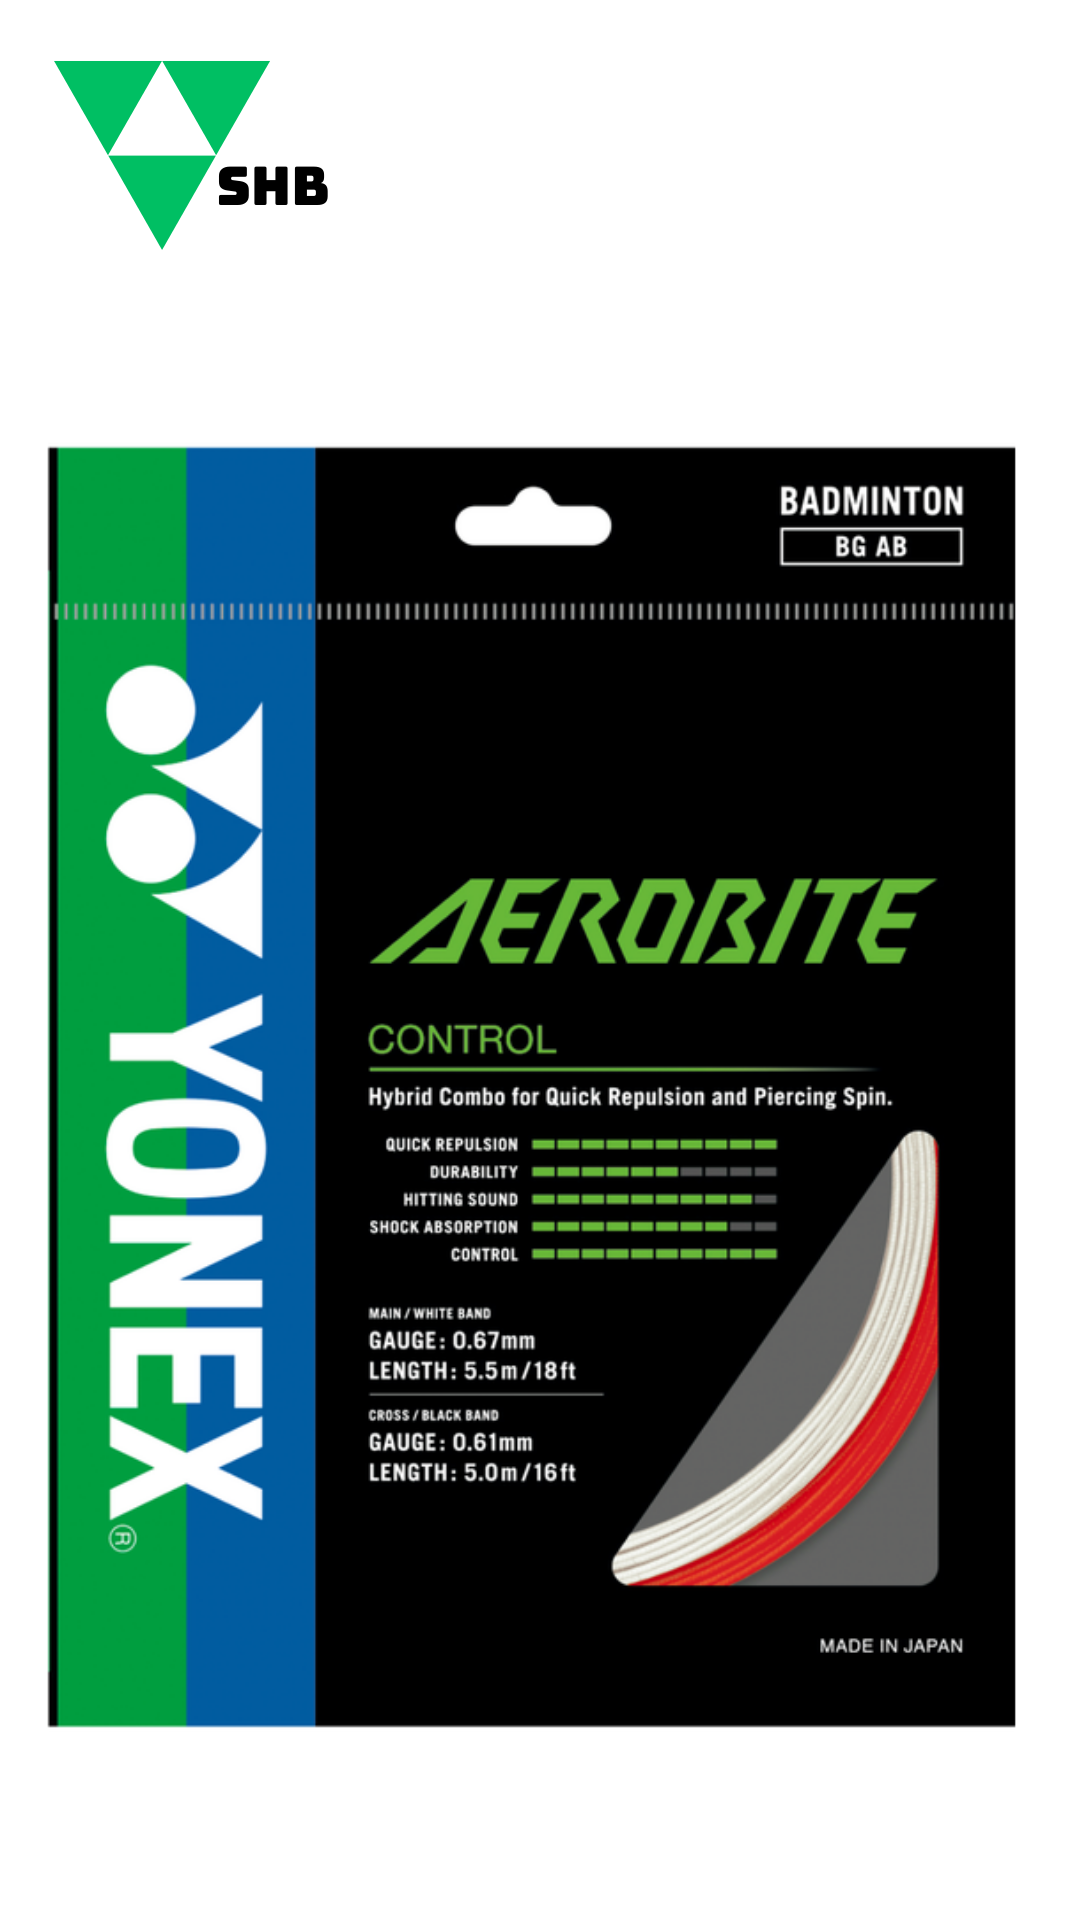 SHB
BADMINTON
BG AB
YONEX
®
AEROBITE
CONTROL
Hybrid Combo for Quick Repulsion and Piercing Spin.
QUICK REPULSION
DURABILITY
HITTING SOUND
SHOCK ABSORPTION
CONTROL
MAIN / WHITE BAND
GAUGE: 0.67mm
LENGTH: 5.5m/18ft
CROSS / BLACK BAND
GAUGE: 0.61mm
LENGTH: 5.0m/16ft
MADE IN JAPAN